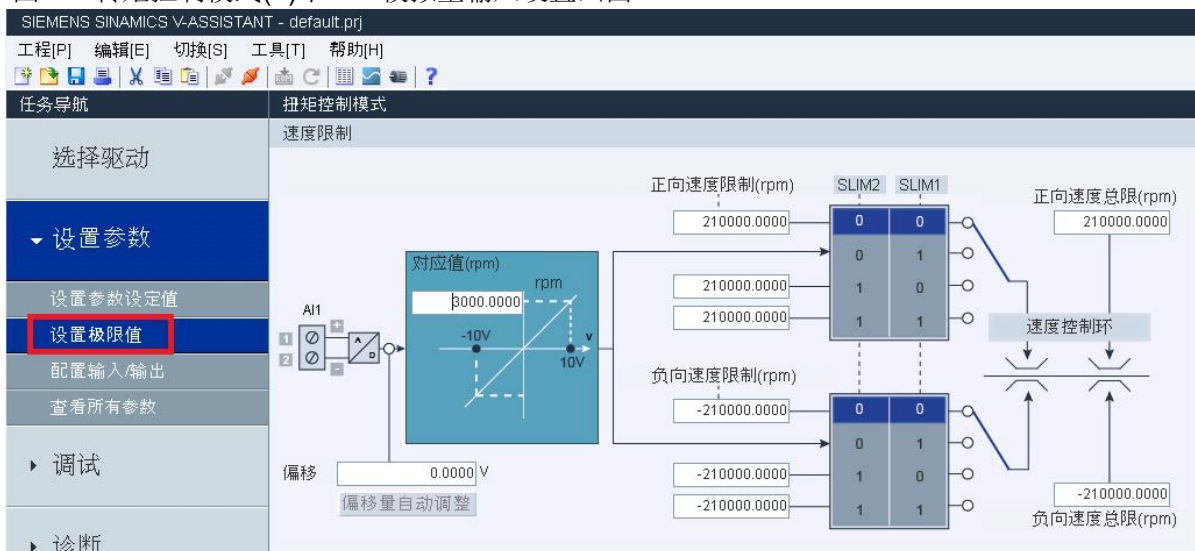 SIEMENS SINAMICS V-ASSISTANT - default.prj
工程[P] 编辑[E] 切换[S] 工具[T] 帮助[H]
任务导航
扭矩控制模式
速度限制
选择驱动
设置参数
设置参数设定值
设置极限值
配置输入/输出
查看所有参数
调试
诊断
正向速度限制(rpm)
SLIM2 SLIM1
正向速度总限(rpm)
210000.0000
0 0
210000.0000
对应值(rpm)
0 1
rpm
210000.0000
1 0
3000.0000
AI1
210000.0000
1 1
速度控制环
1
2
A
D
-10V
v
10V
负向速度限制(rpm)
-210000.0000
0 0
0 1
偏移
0.0000 V
-210000.0000
1 0
偏移量自动调整
-210000.0000
1 1
-210000.0000
负向速度总限(rpm)